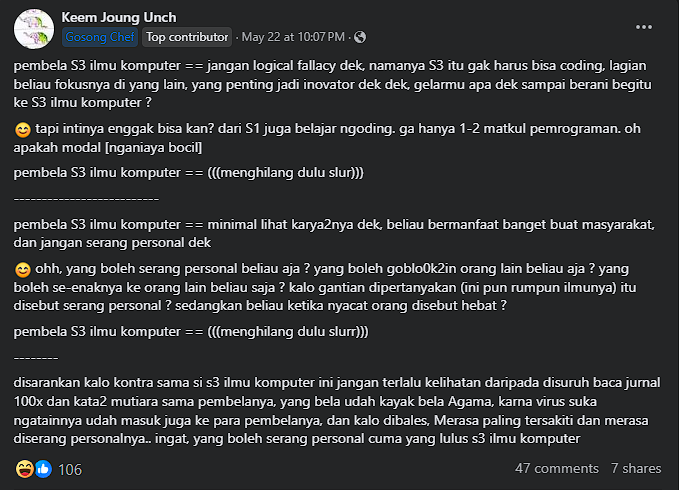 Keem Joung Unch
Gosong Chef Top contributor · May 22 at 10:07 PM ·
pembela S3 ilmu komputer == jangan logical fallacy dek, namanya S3 itu gak harus bisa coding, lagian
beliau fokusnya di yang lain, yang penting jadi inovator dek dek, gelarmu apa dek sampai berani begitu
ke S3 ilmu komputer ?
😊 tapi intinya enggak bisa kan? dari S1 juga belajar ngoding. ga hanya 1-2 matkul pemrograman. oh
apakah modal [nganiaya bocil]
pembela S3 ilmu komputer == (((menghilang dulu slur)))
---------------------------
pembela S3 ilmu komputer == minimal lihat karya2nya dek, beliau bermanfaat banget buat masyarakat,
dan jangan serang personal dek
😊 ohh, yang boleh serang personal beliau aja ? yang boleh goblo0k2in orang lain beliau aja ? yang
boleh se-enaknya ke orang lain beliau saja ? kalo gantian dipertanyakan (ini pun rumpun ilmunya) itu
disebut serang personal ? sedangkan beliau ketika nyacat orang disebut hebat ?
pembela S3 ilmu komputer == (((menghilang dulu slurr)))
--------
disarankan kalo kontra sama si s3 ilmu komputer ini jangan terlalu kelihatan daripada disuruh baca jurnal
100x dan kata2 mutiara sama pembelanya, yang bela udah kayak bela Agama, karna virus suka
ngatainnya udah masuk juga ke para pembelanya, dan kalo dibales, Merasa paling tersakiti dan merasa
diserang personalnya.. ingat, yang boleh serang personal cuma yang lulus s3 ilmu komputer
106
47 comments 7 shares